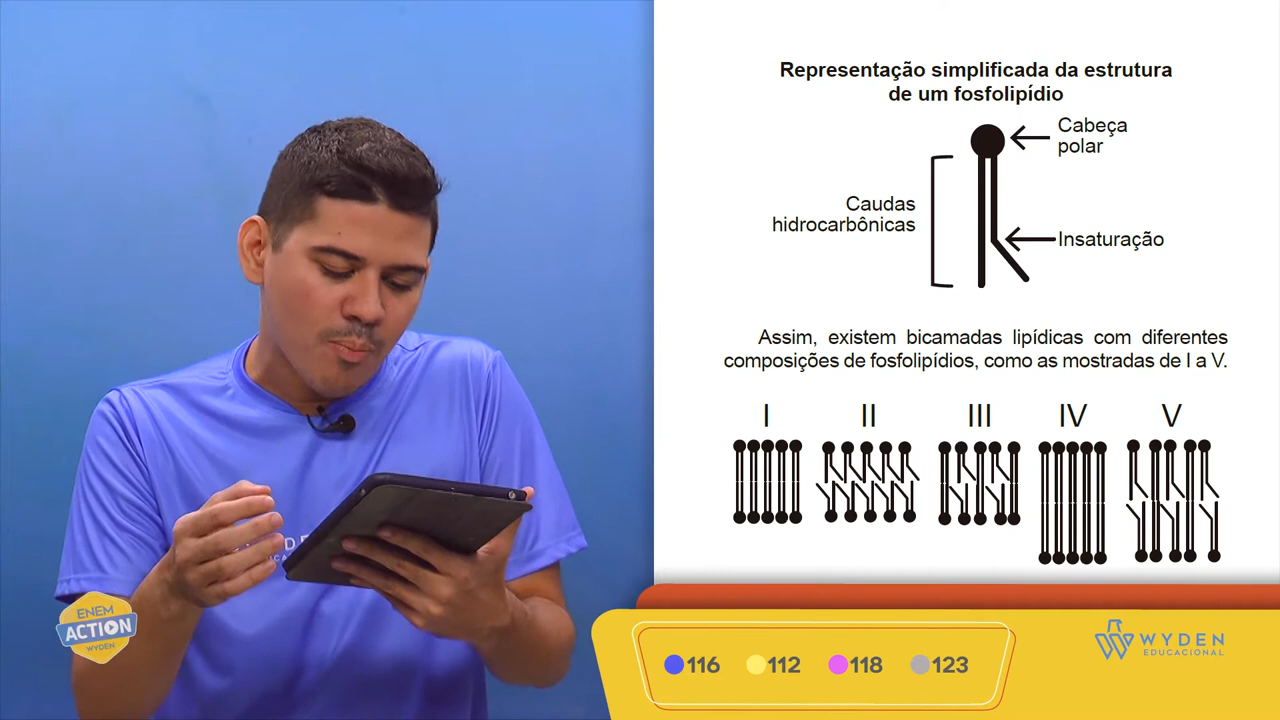 Representação simplificada da estrutura
de um fosfolipídio
Cabeça
polar
Caudas
hidrocarbônicas
Insaturação
Assim, existem bicamadas lipídicas com diferentes
composições de fosfolipídios, como as mostradas de I a V.
I II III IV V
ENEM
ACTION
WYDEN
116 112 118 123
WYDEN
EDUCACIONAL